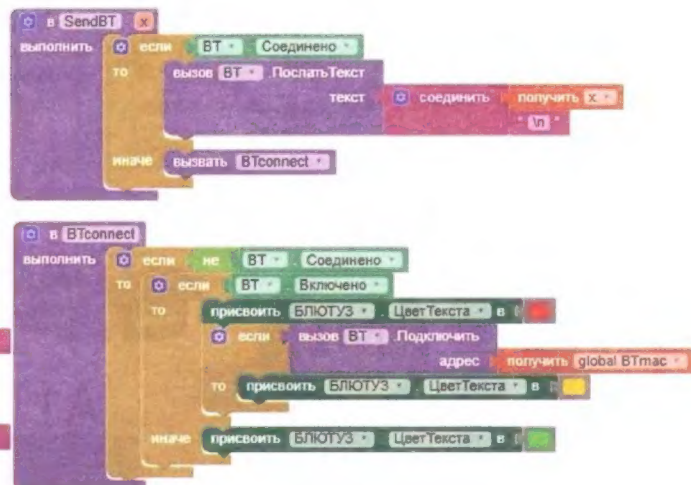 в SendBT x
выполнить если BT Соединено
то вызов BT .ПослатьТекст
текст соединить получить x
" \n "
иначе вызвать BTconnect
в BTconnect
выполнить если не BT . Соединено
то если BT . Включено
то присвоить БЛЮТУЗ . ЦветТекста в
если вызов BT .Подключить
адрес получить global BTmac
то присвоить БЛЮТУЗ . ЦветТекста в
иначе присвоить БЛЮТУЗ . ЦветТекста в